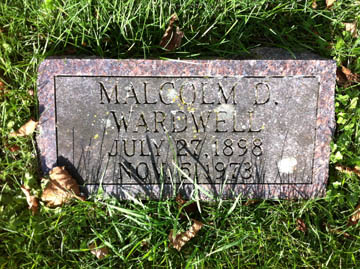 MALCOLM D.
WARDWELL
JULY 27, 1898
NOV. 5, 1973